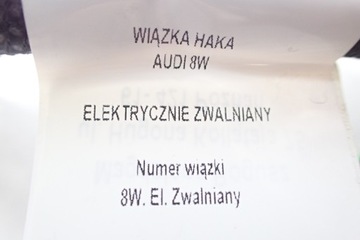 WIĄZKA HAKA
AUDI 8W
ELEKTRYCZNIE ZWALNIANY
Numer wiązki
8W. El. Zwalniany